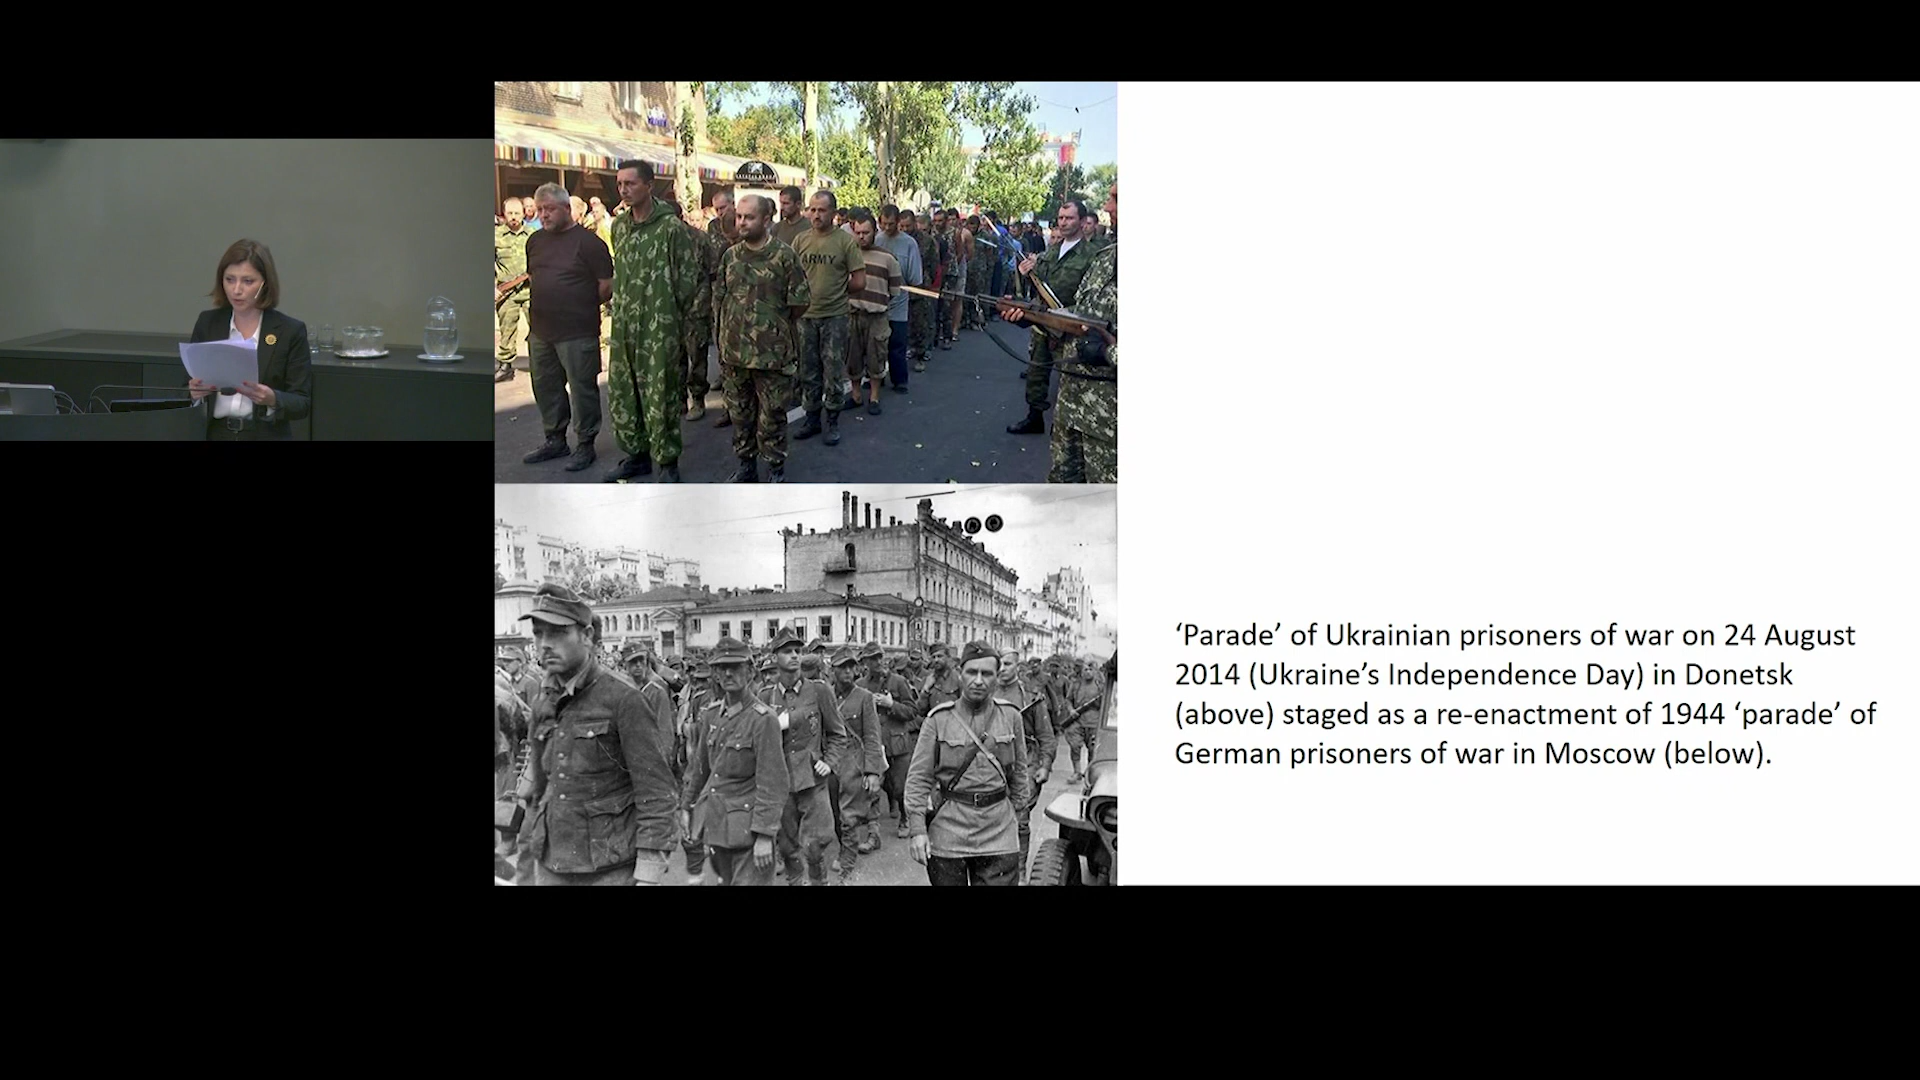 ARMY
‘Parade’ of Ukrainian prisoners of war on 24 August
2014 (Ukraine’s Independence Day) in Donetsk
(above) staged as a re-enactment of 1944 ‘parade’ of
German prisoners of war in Moscow (below).